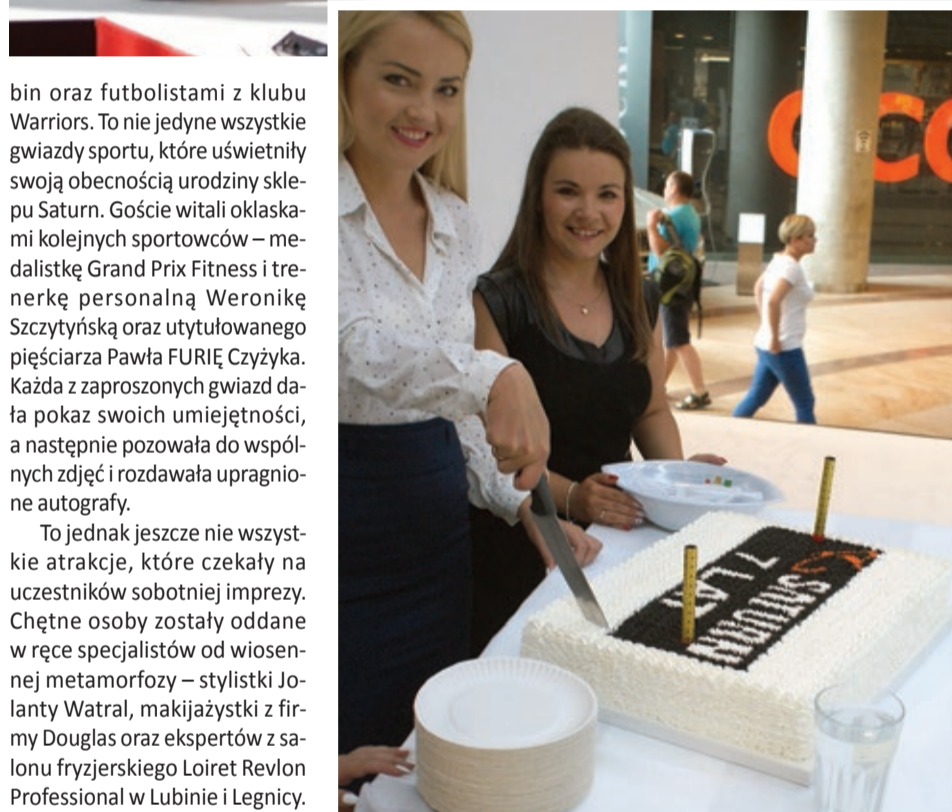 bin oraz futbolistami z klubu
Warriors. To nie jedyne wszystkie
gwiazdy sportu, które uświetniły
swoją obecnością urodziny skle-
pu Saturn. Goście witali oklaska-
mi kolejnych sportowców – me-
dalistkę Grand Prix Fitness i tre-
nerkę personalną Weronikę
Szczytyńską oraz utytułowanego
pięściarza Pawła FURIĘ Czyżyka.
Każda z zaproszonych gwiazd da-
ła pokaz swoich umiejętności,
a następnie pozowała do wspól-
nych zdjęć i rozdawała upragnio-
ne autografy.
To jednak jeszcze nie wszyst-
kie atrakcje, które czekały na
uczestników sobotniej imprezy.
Chętne osoby zostały oddane
w ręce specjalistów od wiosen-
nej metamorfozy – stylistki Jo-
lanty Watral, makijażystki z fir-
my Douglas oraz ekspertów z sa-
lonu fryzjerskiego Loiret Revlon
Professional w Lubinie i Legnicy.
CCC
7 LAT
SATURN